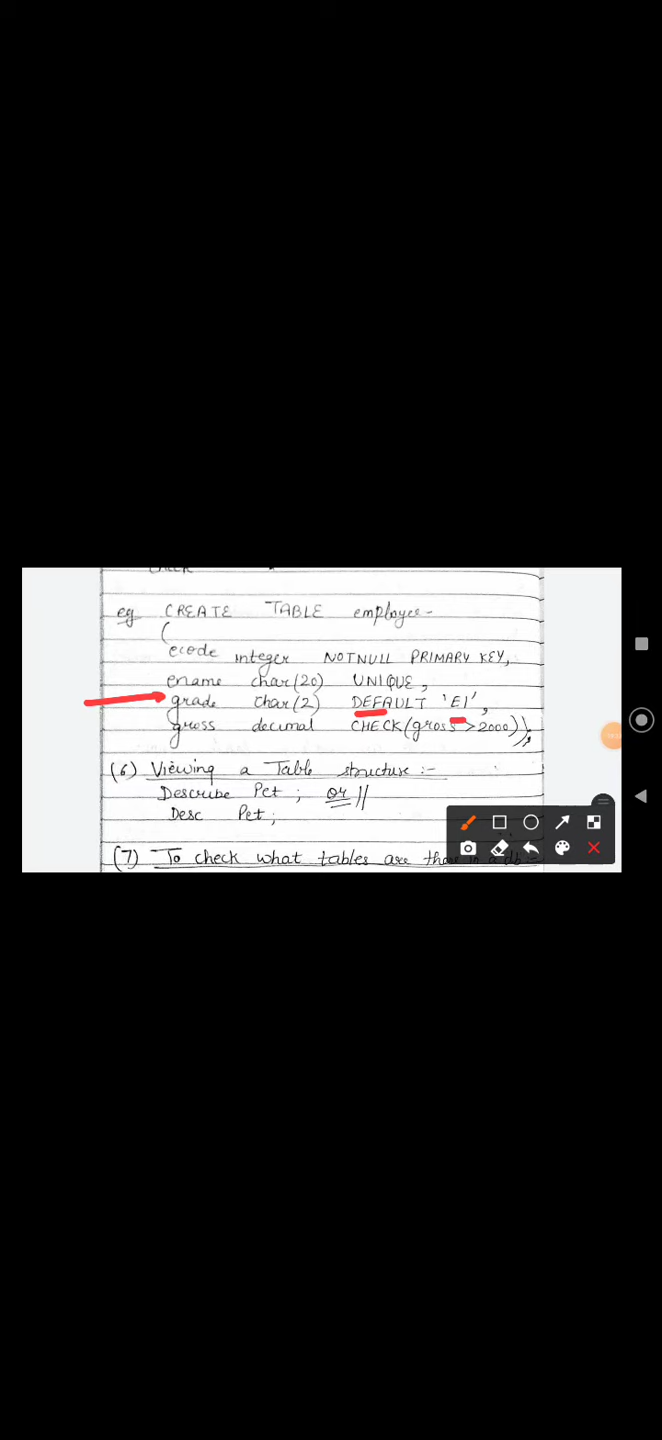 eg CREATE TABLE employee-
(
ecode integer NOTNULL PRIMARY KEY,
ename char(20) UNIQUE,
grade char(2) DEFAULT 'E1',
gross decimal CHECK(gross >2000));
(6) Viewing a Table structure :-
Describe Pet ; or //
Desc Pet;
(7) To check what tables are in a db :-